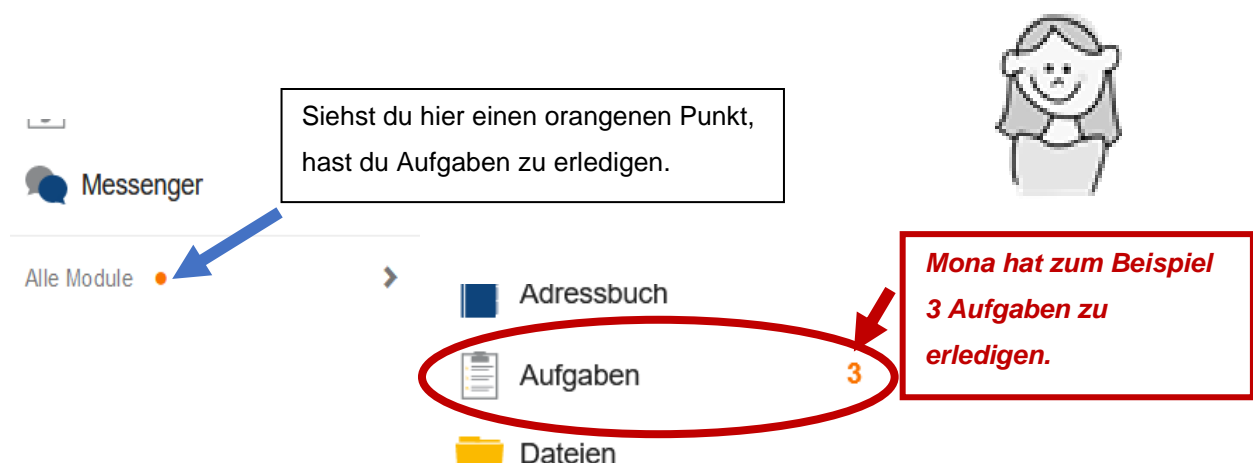 Siehst du hier einen orangenen Punkt,
hast du Aufgaben zu erledigen.
Messenger
Alle Module
Adressbuch
Aufgaben 3
Dateien
Mona hat zum Beispiel
3 Aufgaben zu
erledigen.